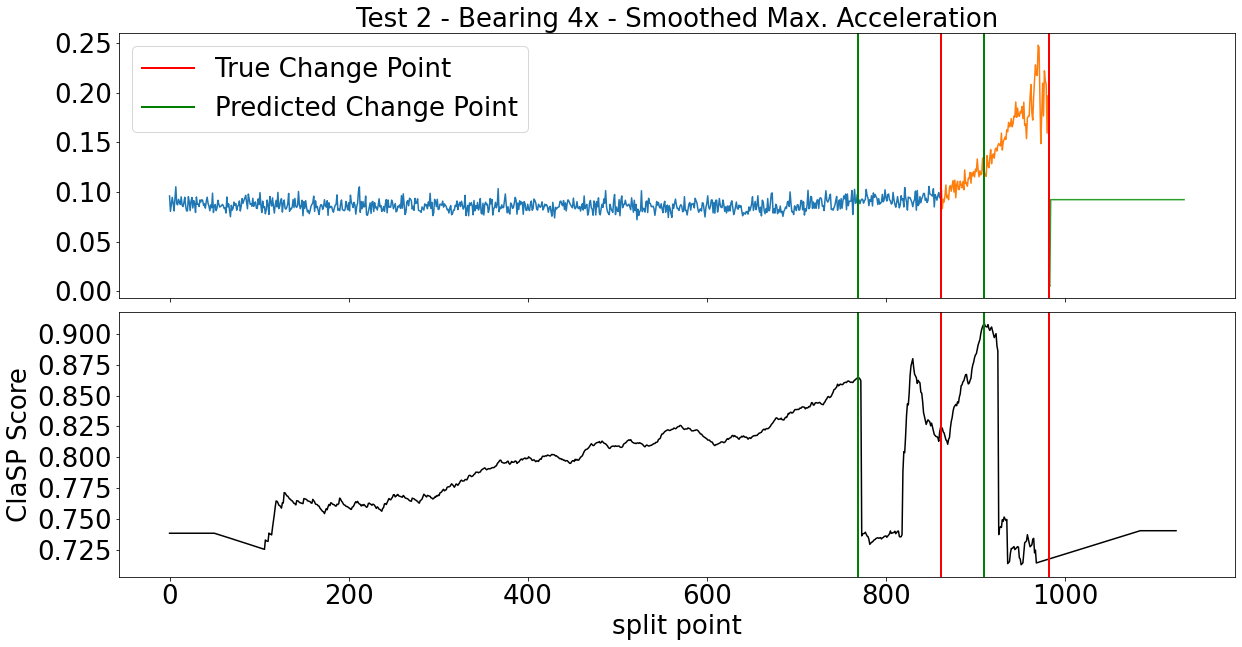 Test 2 - Bearing 4x - Smoothed Max. Acceleration
0.25
0.20
0.15
0.10
0.05
0.00
True Change Point
Predicted Change Point
ClaSP Score
0.900
0.875
0.850
0.825
0.800
0.775
0.750
0.725
0 200 400 600 800 1000
split point